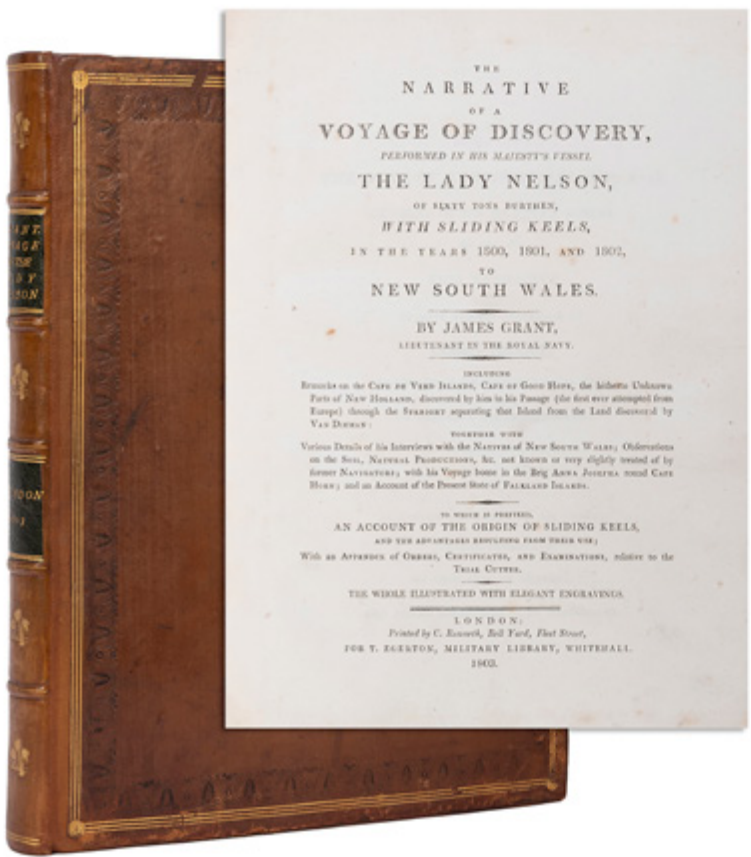 THE
NARRATIVE
OF A
VOYAGE OF DISCOVERY,
PERFORMED IN HIS MAJESTY'S VESSEL
THE LADY NELSON,
OF SIXTY TONS BURTHEN,
WITH SLIDING KEELS,
IN THE YEARS 1800, 1801, AND 1802,
TO
NEW SOUTH WALES.
BY JAMES GRANT,
LIEUTENANT IN THE ROYAL NAVY.
INCLUDING
Remarks on the CAPE DE VERD ISLANDS, CAPE OF GOOD HOPE, the hitherto Unknown
Parts of NEW HOLLAND, discovered by him in his Passage (the first ever attempted from
Europe) through the STREIGHT separating that Island from the Land discovered by
VAN DIEMAN:
TOGETHER WITH
Various Details of his Interviews with the NATIVES of NEW SOUTH WALES; Observations
on the SOIL, NATURAL PRODUCTIONS, &c. not known or very slightly treated of by
former NAVIGATORS; with his Voyage home in the Brig ANNA JOSEPHA round CAPE
HORN; and an Account of the Present State of FALKLAND ISLANDS.
TO WHICH IS PREFIXED,
AN ACCOUNT OF THE ORIGIN OF SLIDING KEELS,
AND THE ADVANTAGES RESULTING FROM THEIR USE;
With an APPENDIX of ORDERS, CERTIFICATES, AND EXAMINATIONS, relative to the
TRIAL CUTTER.
THE WHOLE ILLUSTRATED WITH ELEGANT ENGRAVINGS.
LONDON:
Printed by C. Roworth, Bell Yard, Fleet Street,
FOR T. EGERTON, MILITARY LIBRARY, WHITEHALL.
1803.